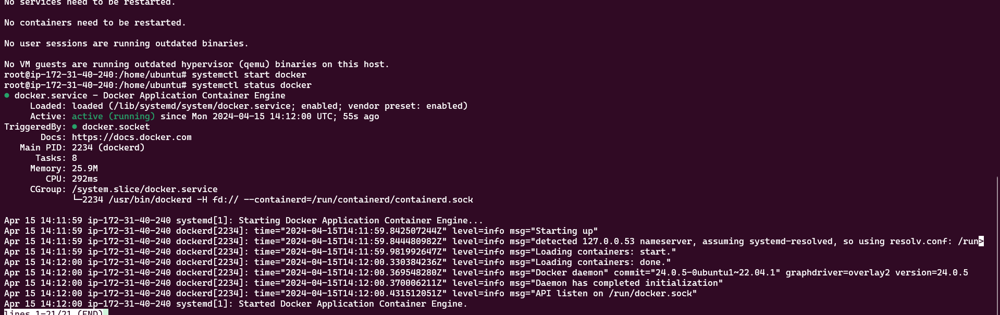 No services need to be restarted.
No containers need to be restarted.
No user sessions are running outdated binaries.
No VM guests are running outdated hypervisor (qemu) binaries on this host.
root@ip-172-31-40-240:/home/ubuntu# systemctl start docker
root@ip-172-31-40-240:/home/ubuntu# systemctl status docker
● docker.service - Docker Application Container Engine
Loaded: loaded (/lib/systemd/system/docker.service; enabled; vendor preset: enabled)
Active: active (running) since Mon 2024-04-15 14:12:00 UTC; 55s ago
TriggeredBy: ● docker.socket
Docs: https://docs.docker.com
Main PID: 2234 (dockerd)
Tasks: 8
Memory: 25.9M
CPU: 292ms
CGroup: /system.slice/docker.service
└─2234 /usr/bin/dockerd -H fd:// --containerd=/run/containerd/containerd.sock
Apr 15 14:11:59 ip-172-31-40-240 systemd[1]: Starting Docker Application Container Engine...
Apr 15 14:11:59 ip-172-31-40-240 dockerd[2234]: time="2024-04-15T14:11:59.842507244Z" level=info msg="Starting up"
Apr 15 14:11:59 ip-172-31-40-240 dockerd[2234]: time="2024-04-15T14:11:59.844480982Z" level=info msg="detected 127.0.0.53 nameserver, assuming systemd-resolved, so using resolv.conf: /run>
Apr 15 14:11:59 ip-172-31-40-240 dockerd[2234]: time="2024-04-15T14:11:59.981992647Z" level=info msg="Loading containers: start."
Apr 15 14:12:00 ip-172-31-40-240 dockerd[2234]: time="2024-04-15T14:12:00.330384236Z" level=info msg="Loading containers: done."
Apr 15 14:12:00 ip-172-31-40-240 dockerd[2234]: time="2024-04-15T14:12:00.369548280Z" level=info msg="Docker daemon" commit="24.0.5-0ubuntu1~22.04.1" graphdriver=overlay2 version=24.0.5
Apr 15 14:12:00 ip-172-31-40-240 dockerd[2234]: time="2024-04-15T14:12:00.370006211Z" level=info msg="Daemon has completed initialization"
Apr 15 14:12:00 ip-172-31-40-240 dockerd[2234]: time="2024-04-15T14:12:00.431512051Z" level=info msg="API listen on /run/docker.sock"
Apr 15 14:12:00 ip-172-31-40-240 systemd[1]: Started Docker Application Container Engine.
lines 1-21/21 (END)